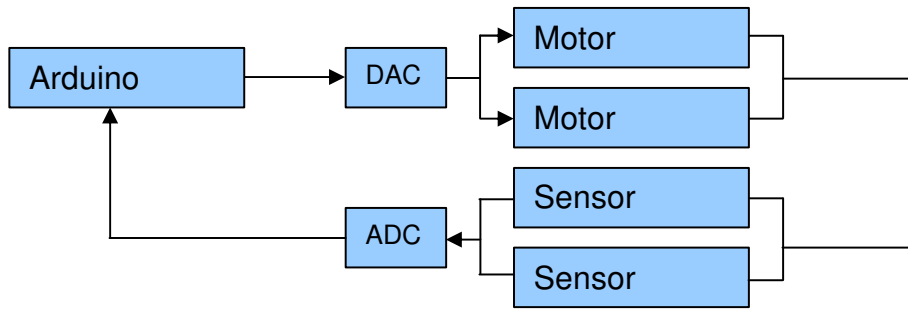 Arduino
DAC
Motor
Motor
ADC
Sensor
Sensor